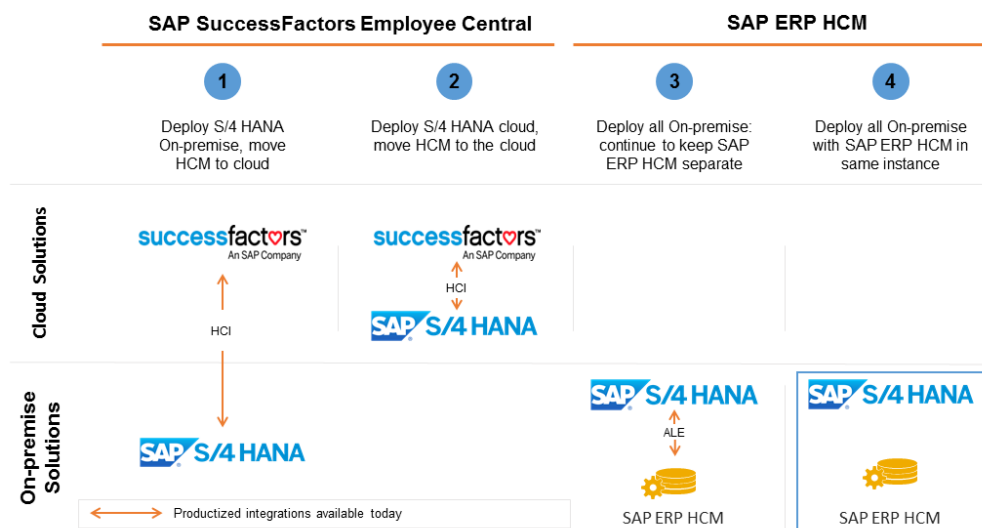 SAP SuccessFactors Employee Central
SAP ERP HCM
1
2
3
4
Deploy S/4 HANA
On-premise, move
HCM to cloud
Deploy S/4 HANA cloud,
move HCM to the cloud
Deploy all On-premise:
continue to keep SAP
ERP HCM separate
Deploy all On-premise
with SAP ERP HCM in
same instance
Cloud Solutions
successfactors™
An SAP Company
HCI
successfactors™
An SAP Company
HCI
SAP S/4 HANA
On-premise
Solutions
SAP S/4 HANA
SAP S/4 HANA
ALE
SAP ERP HCM
SAP S/4 HANA
SAP ERP HCM
Productized integrations available today